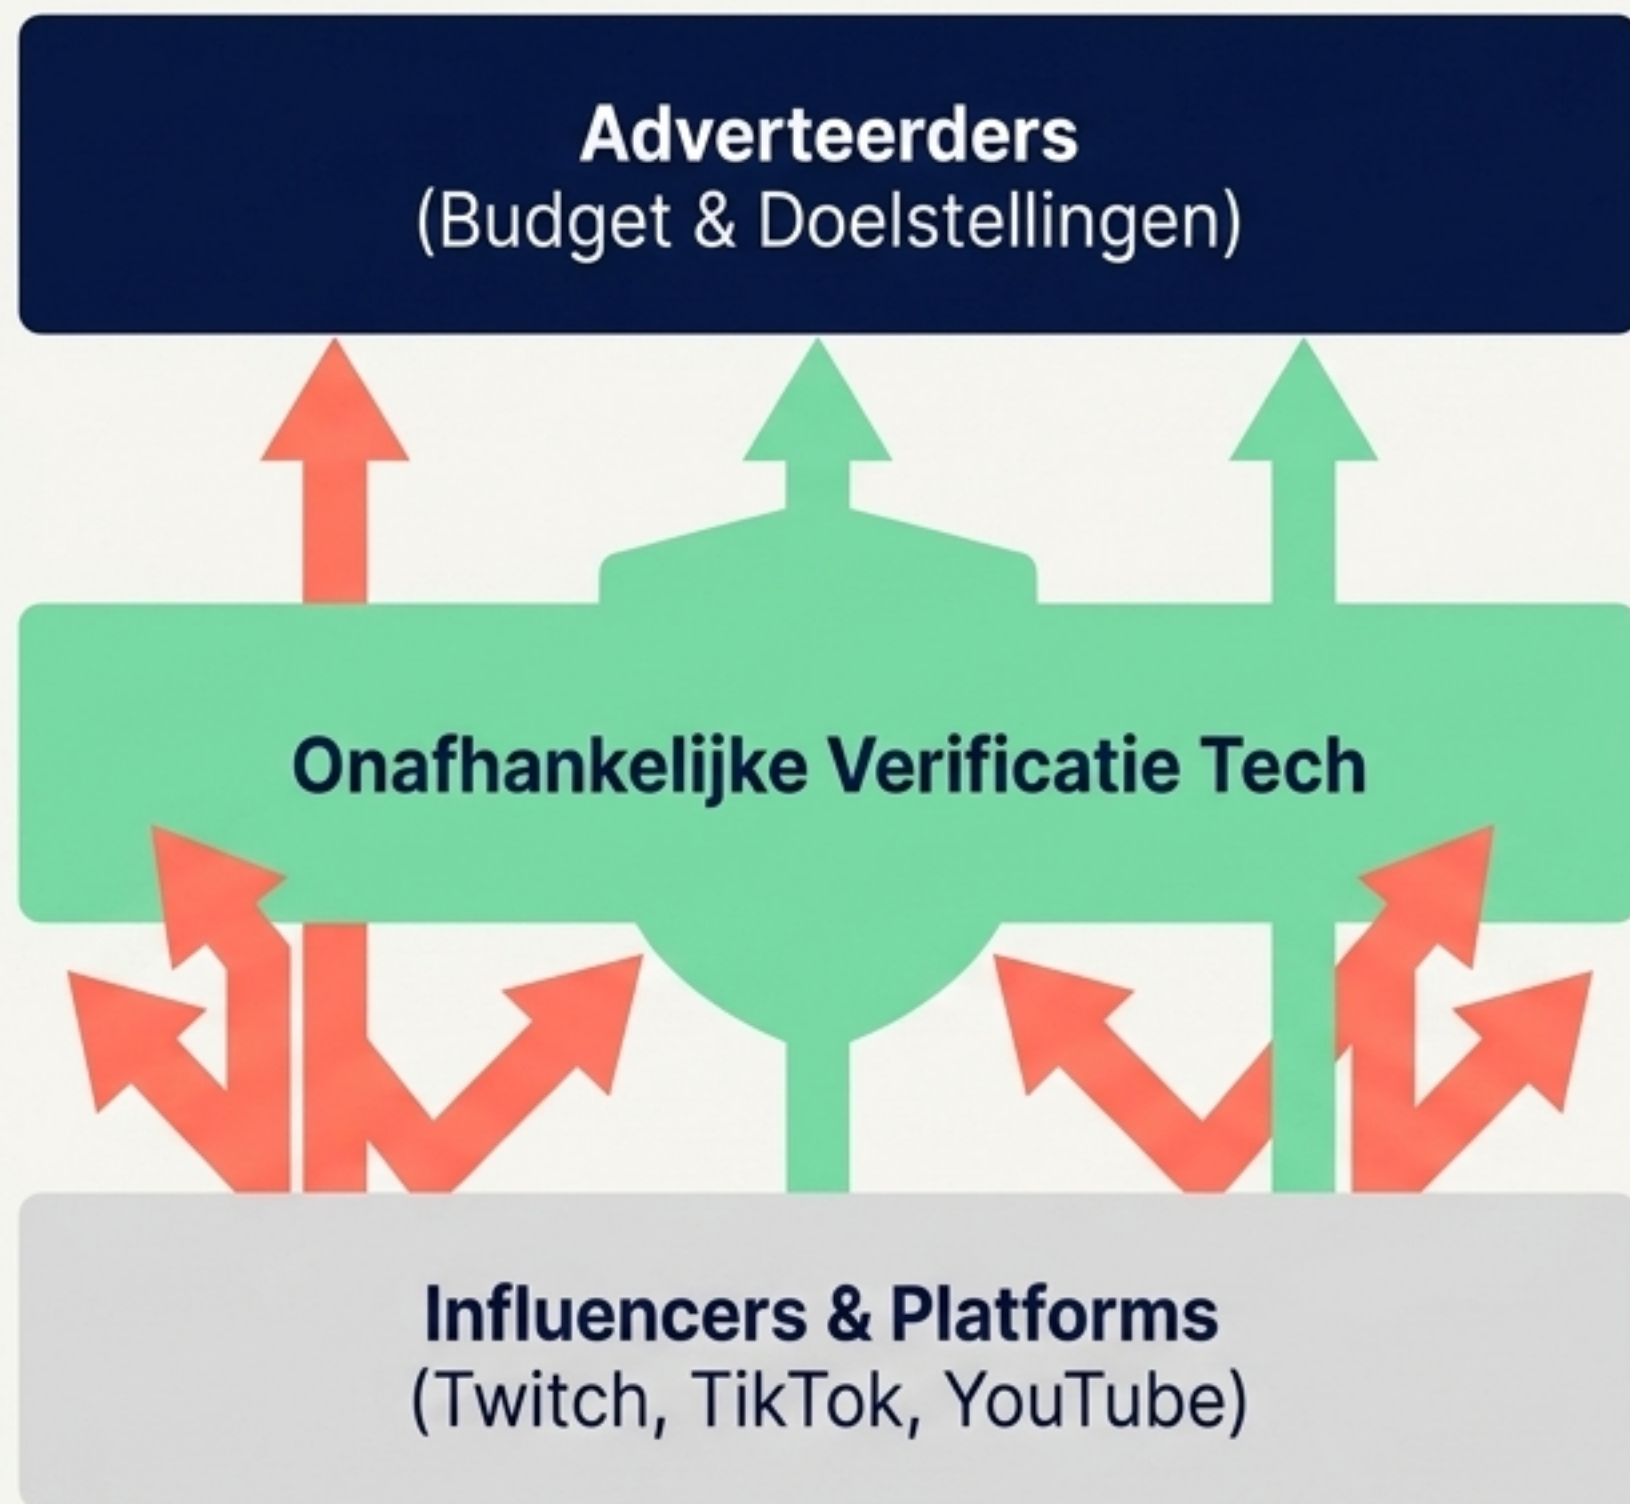 Adverteerders
(Budget & Doelstellingen)
Onafhankelijke Verificatie Tech
Influencers & Platforms
(Twitch, TikTok, YouTube)